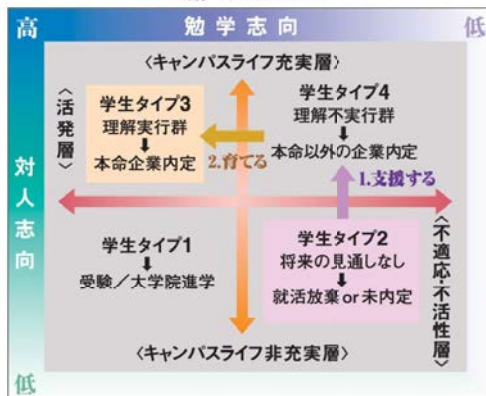 高 勉学志向 低
〈キャンパスライフ充実層〉
〈活発層〉
学生タイプ3
理解実行群
本命企業内定
学生タイプ4
理解不実行群
本命以外の企業内定
2.育てる
1.支援する
対人志向
学生タイプ1
受験／大学院進学
学生タイプ2
将来の見通しなし
就活放棄or未内定
〈不適応・不活性層〉
〈キャンパスライフ非充実層〉
低